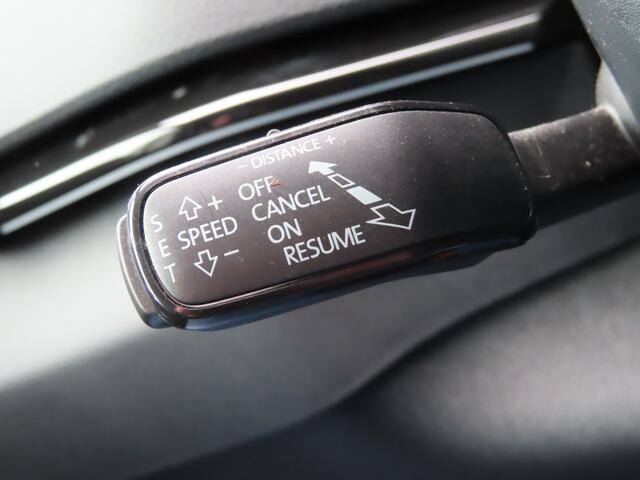 - DISTANCE +
S E T
+
SPEED
-
OFF
CANCEL
ON
RESUME